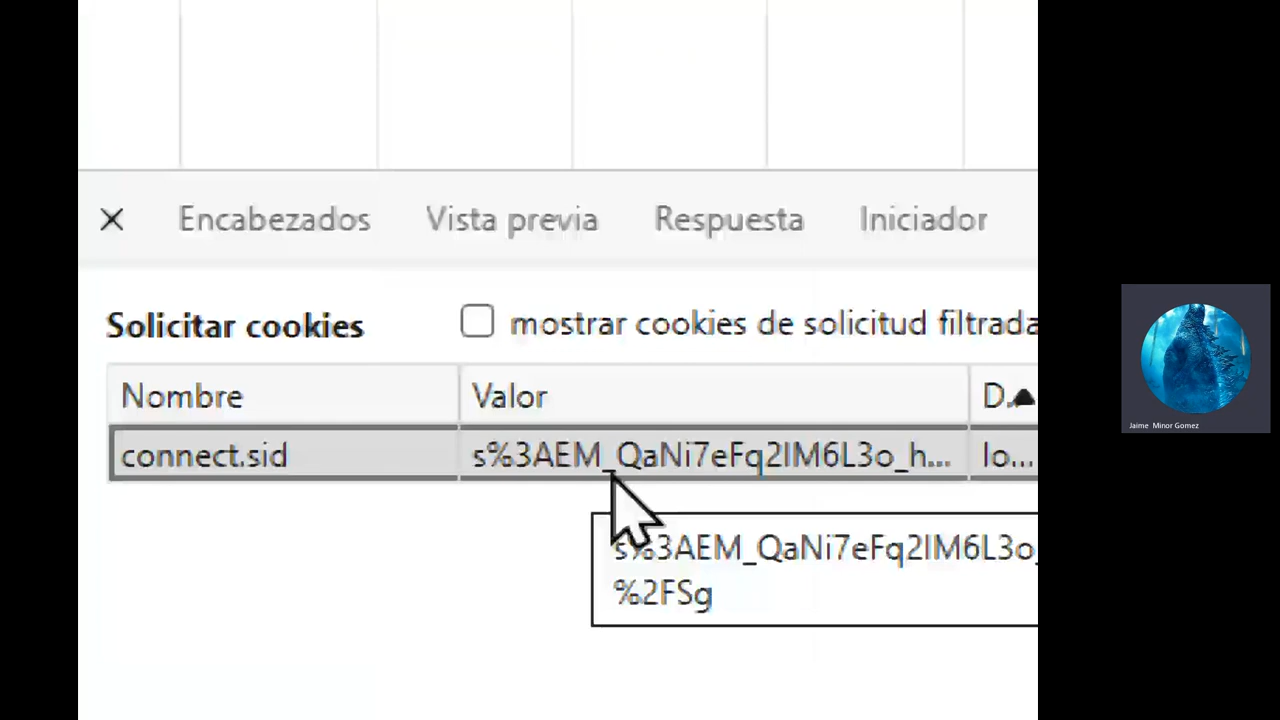 Encabezados Vista previa Respuesta Iniciador
Solicitar cookies mostrar cookies de solicitud filtrada
Nombre Valor D..
connect.sid s%3AEM_QaNi7eFq2IM6L3o_h... lo...
s%3AEM_QaNi7eFq2IM6L3o_
%2FSg
Jaime Minor Gomez